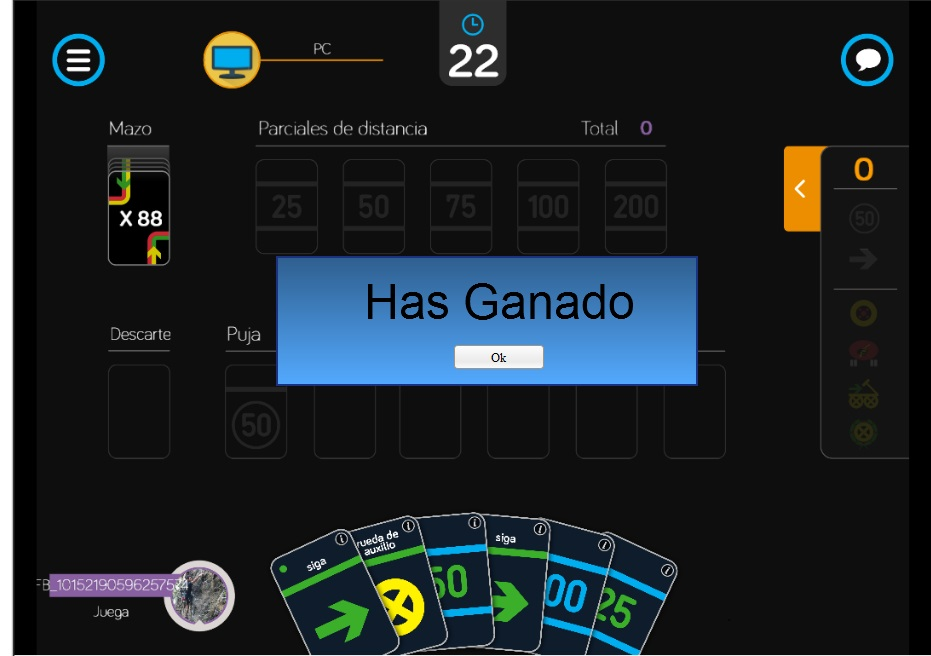 PC
22
Mazo
Parciales de distancia
Total 0
0
25
50
75
100
200
50
X 88
Has Ganado
Ok
Descarte
Puja
50
siga
rueda de
auxilio
50
siga
00
25
Juega